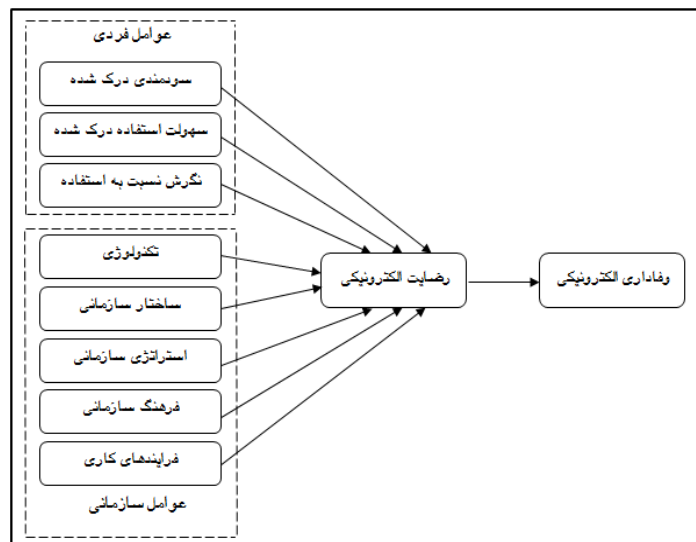 عوامل فردی
سودمندی درک شده
سهولت استفاده درک شده
نگرش نسبت به استفاده
تکنولوژی
ساختار سازمانی
استراتژی سازمانی
فرهنگ سازمانی
فرایندهای کاری
عوامل سازمانی
رضایت الکترونیکی
وفاداری الکترونیکی